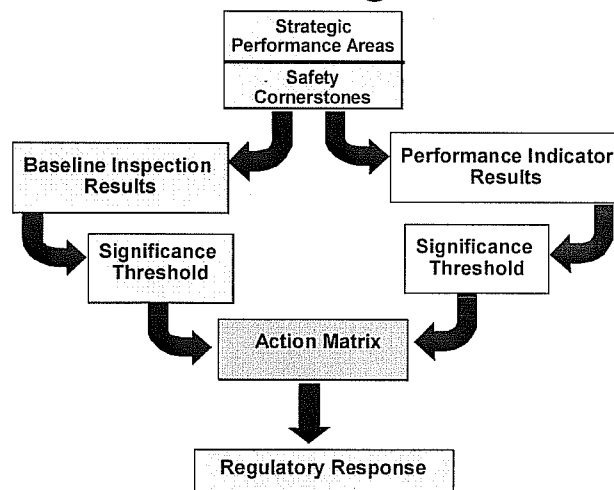 Strategic
Performance Areas
Safety
Cornerstones
Baseline Inspection
Results
Performance Indicator
Results
Significance
Threshold
Significance
Threshold
Action Matrix
Regulatory Response